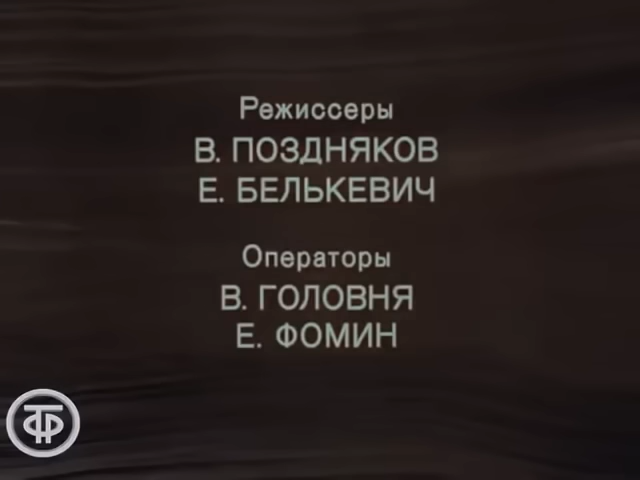 Режиссеры
В. ПОЗДНЯКОВ
Е. БЕЛЬКЕВИЧ
Операторы
В. ГОЛОВНЯ
Е. ФОМИН